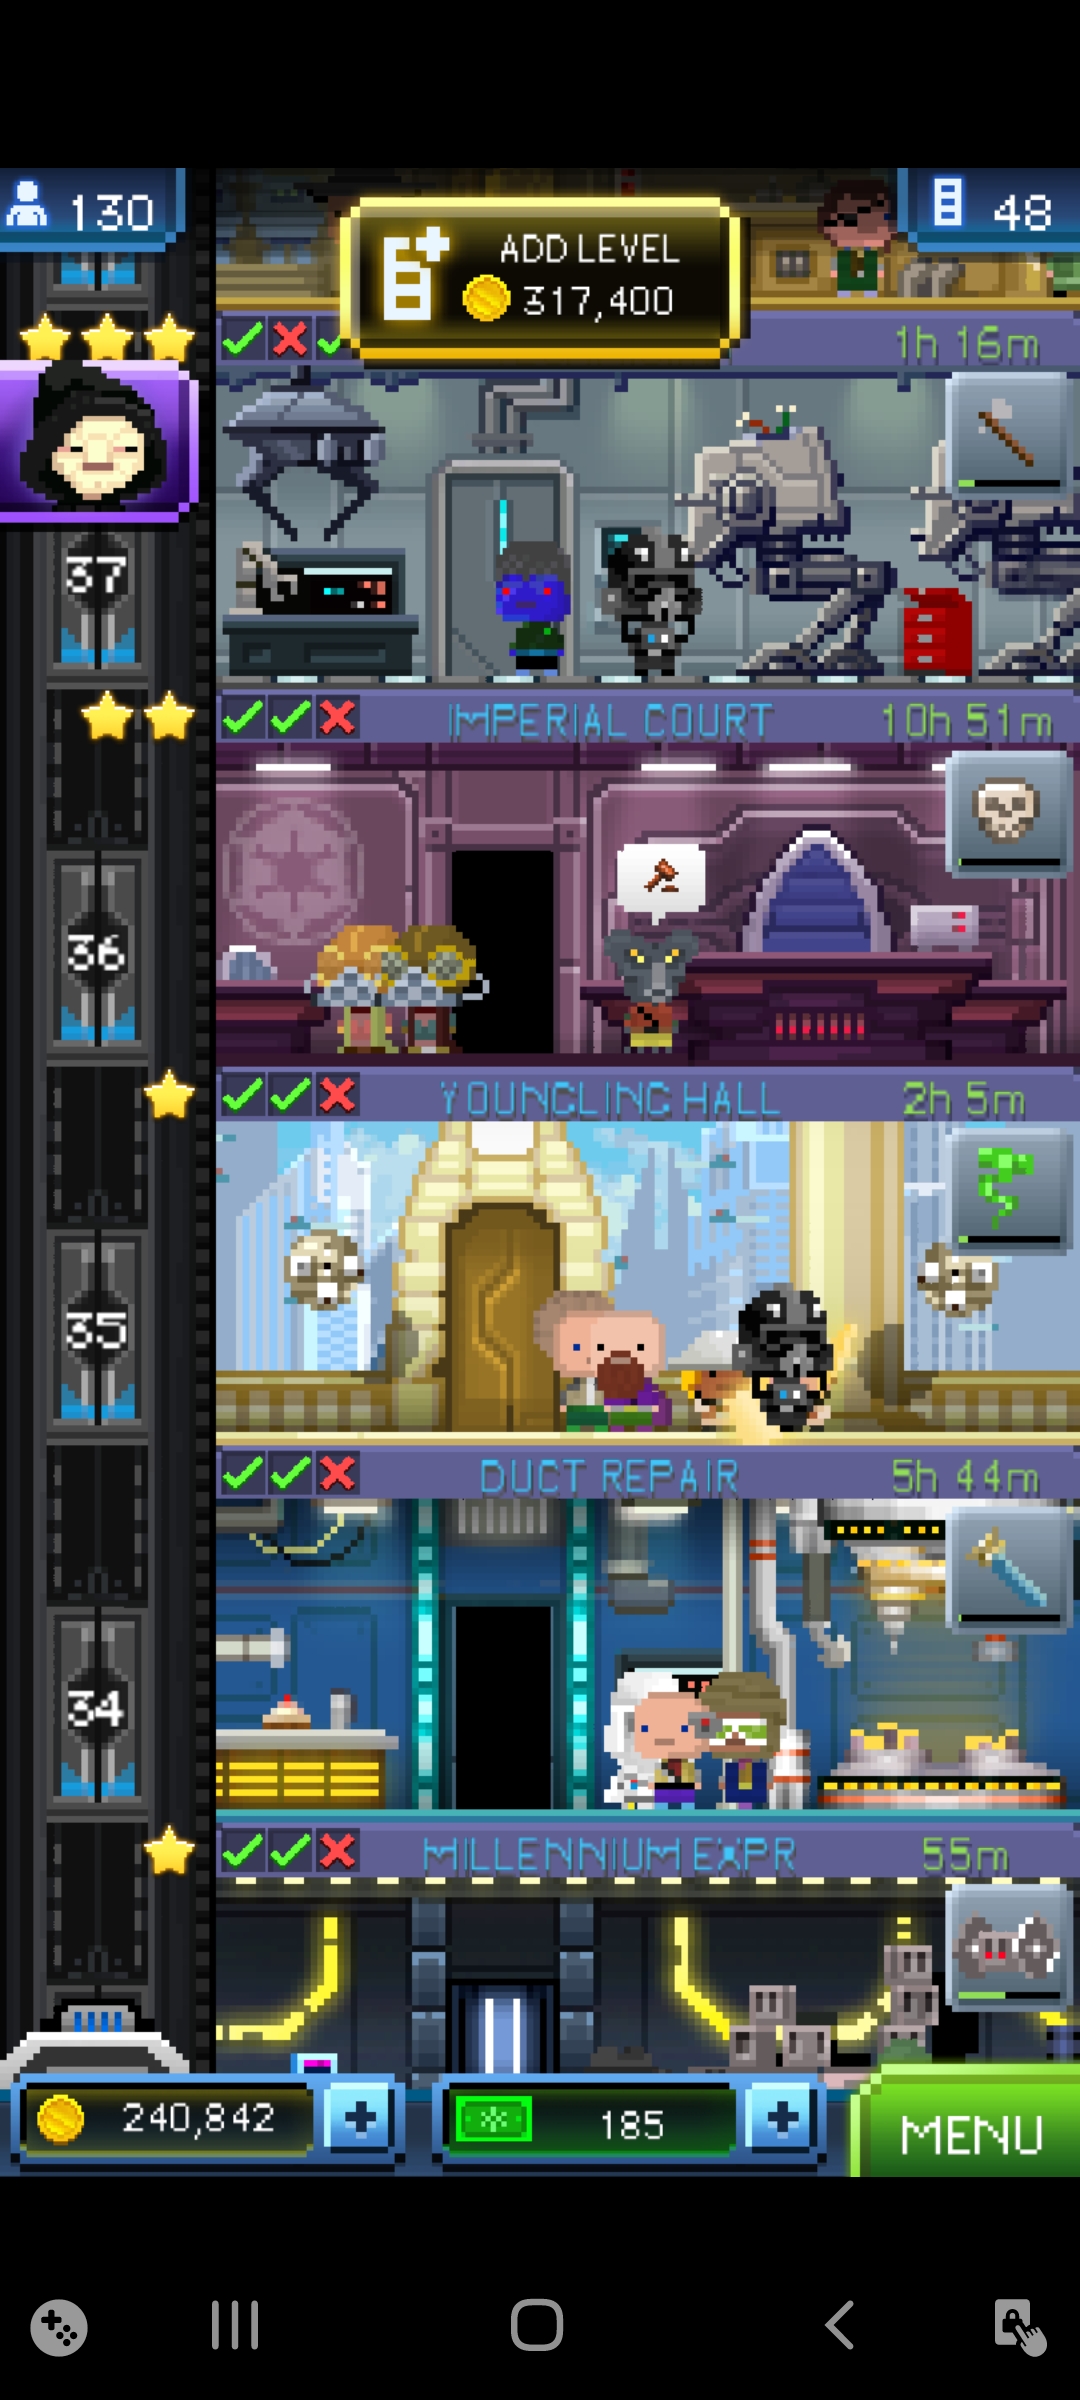 130
48
ADD LEVEL
317,400
1h 16m
37
IMPERIAL COURT
10h 51m
36
YOUNGLING HALL
2h 5m
35
DUCT REPAIR
5h 44m
34
MILLENNIUM EXPR
55m
240,842
185
MENU